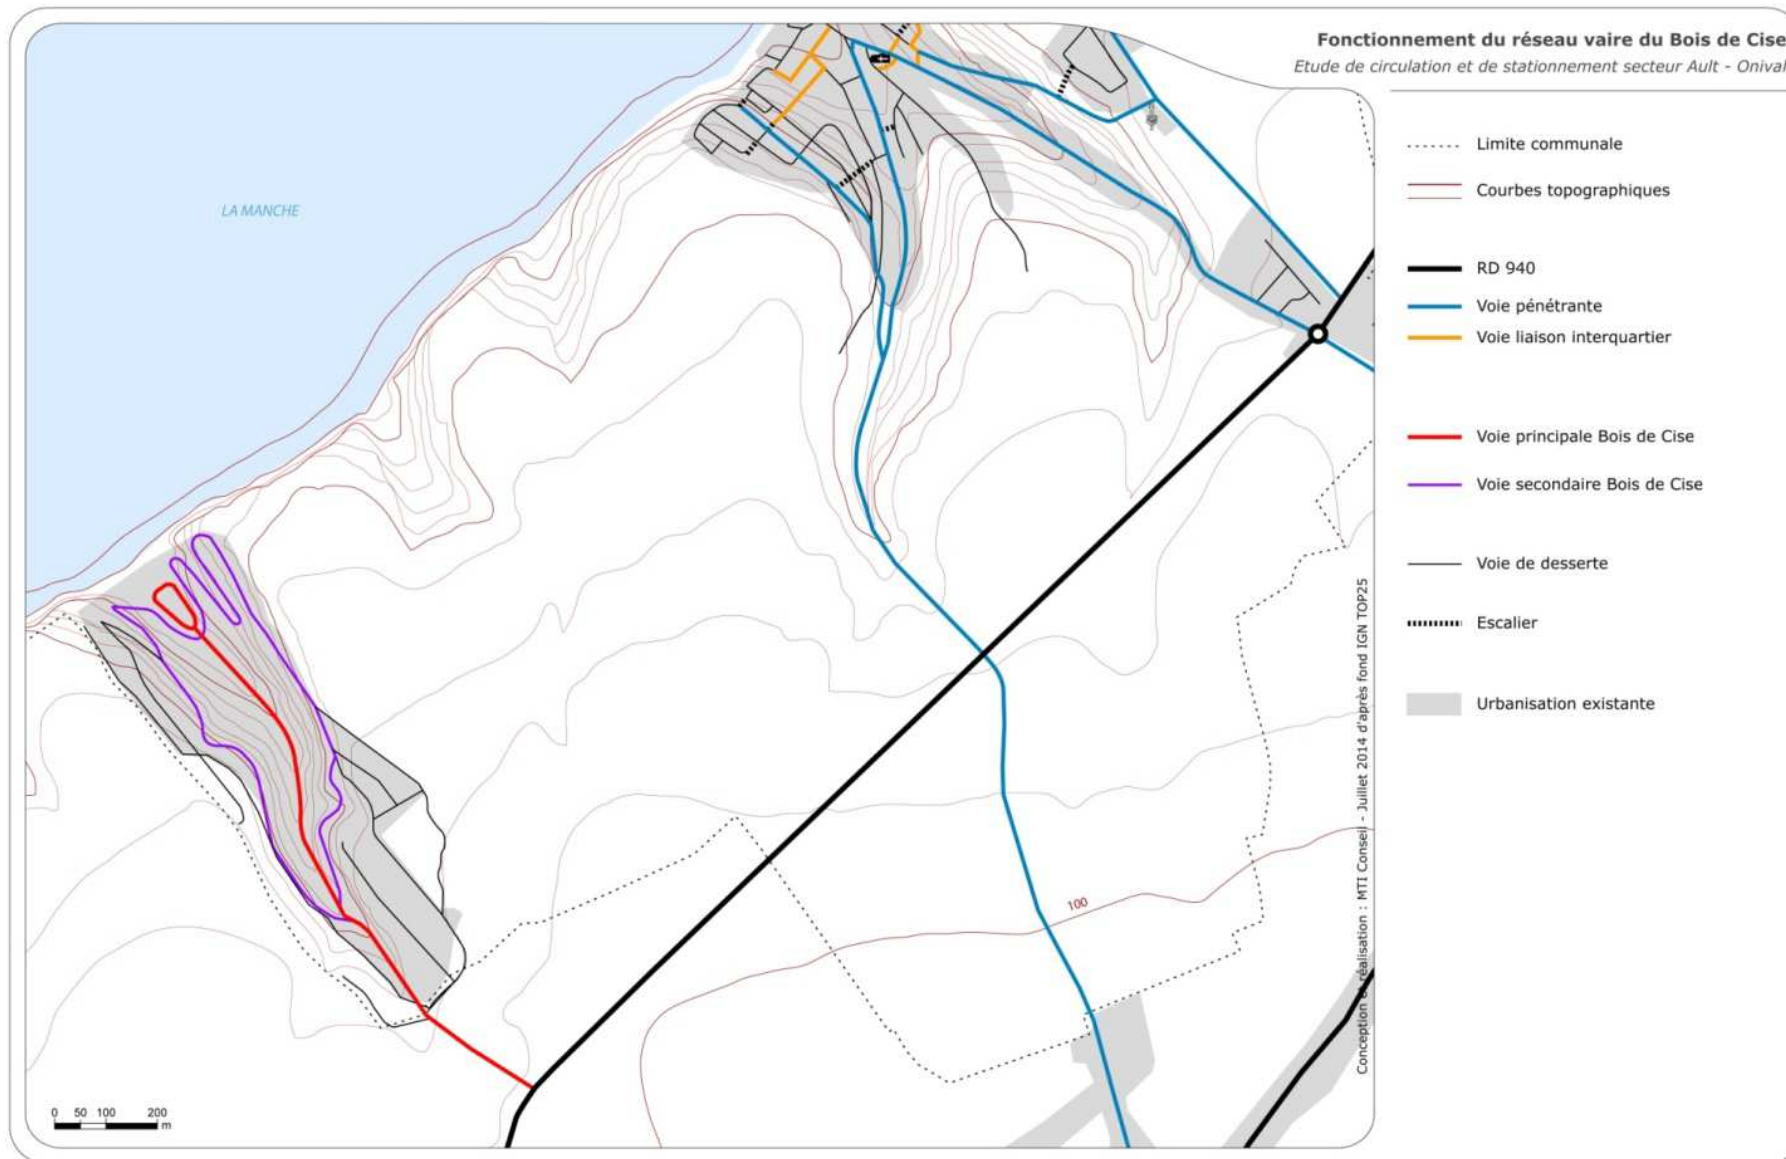 Fonctionnement du réseau vaire du Bois de Cise
Etude de circulation et de stationnement secteur Ault - Onival
LA MANCHE
Limite communale
Courbes topographiques
RD 940
Voie pénétrante
Voie liaison interquartier
Voie principale Bois de Cise
Voie secondaire Bois de Cise
Voie de desserte
Escalier
Urbanisation existante
100
Conception et réalisation : MTI Conseil - Juillet 2014 d'après fond IGN TOP25
0 50 100 200
m